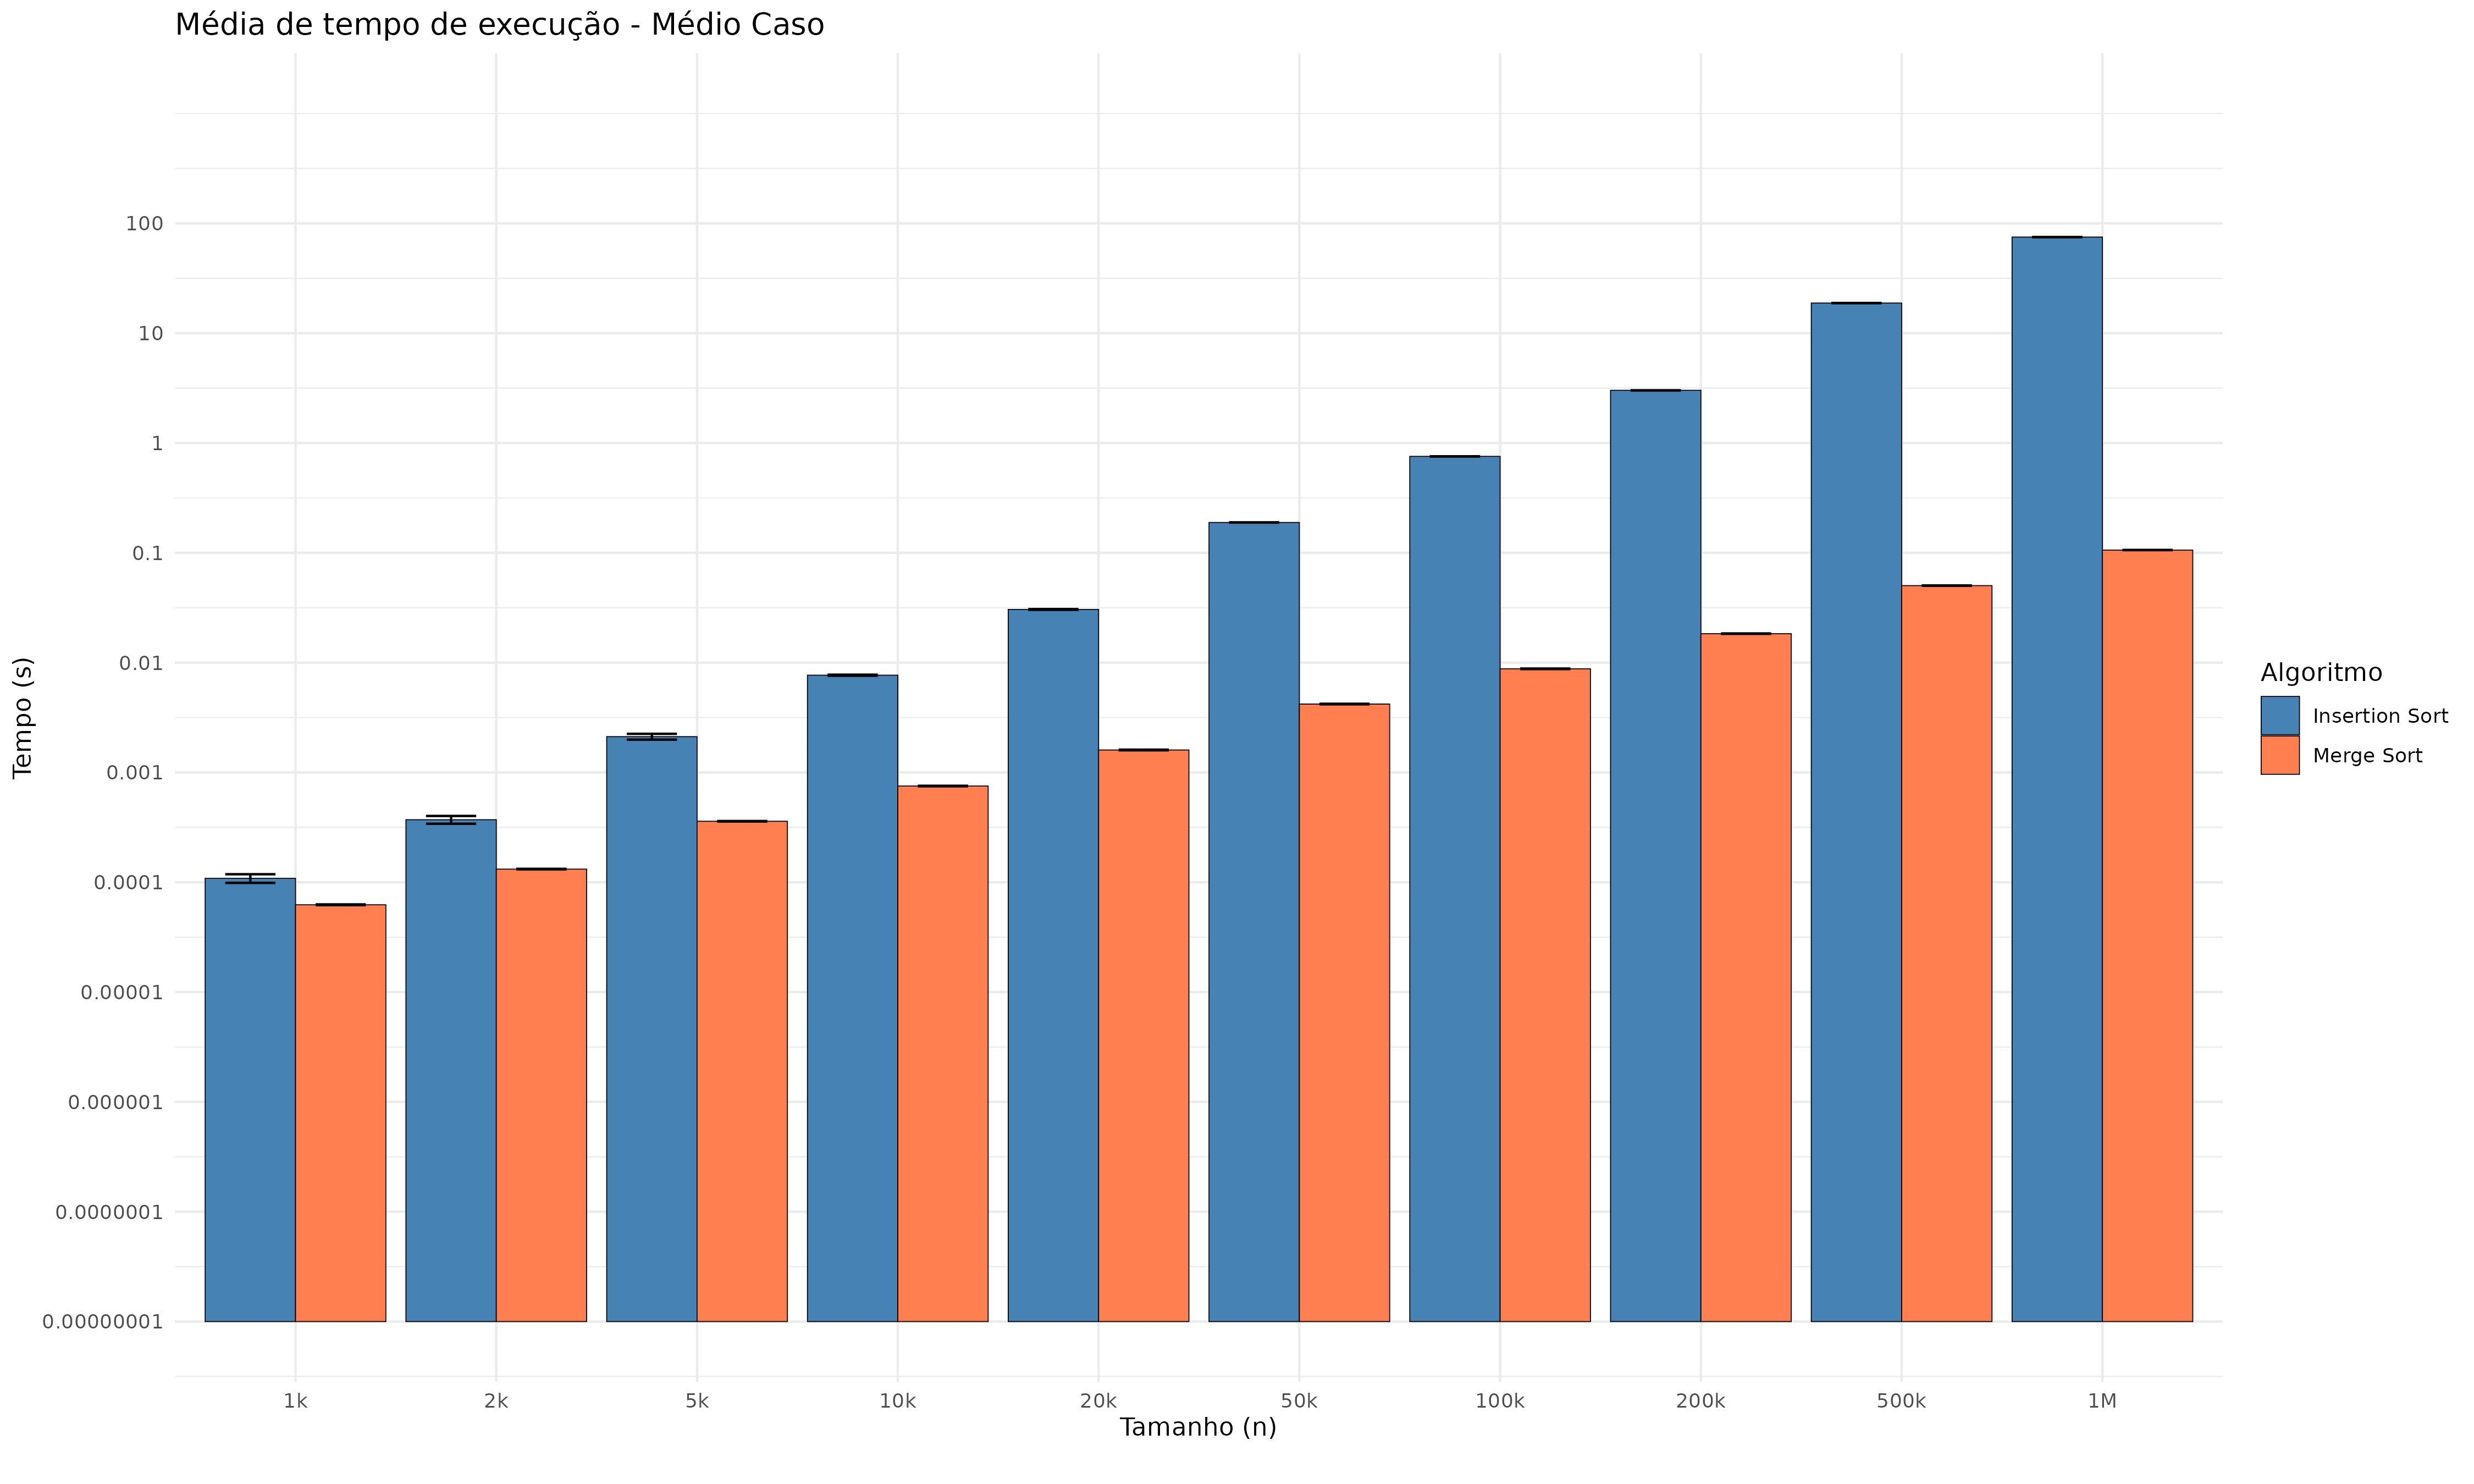 Média de tempo de execução - Médio Caso
Tempo (s)
100
10
1
0.1
0.01
0.001
0.0001
0.00001
0.000001
0.0000001
0.00000001
1k
2k
5k
10k
20k
50k
100k
200k
500k
1M
Tamanho (n)
Algoritmo
Insertion Sort
Merge Sort